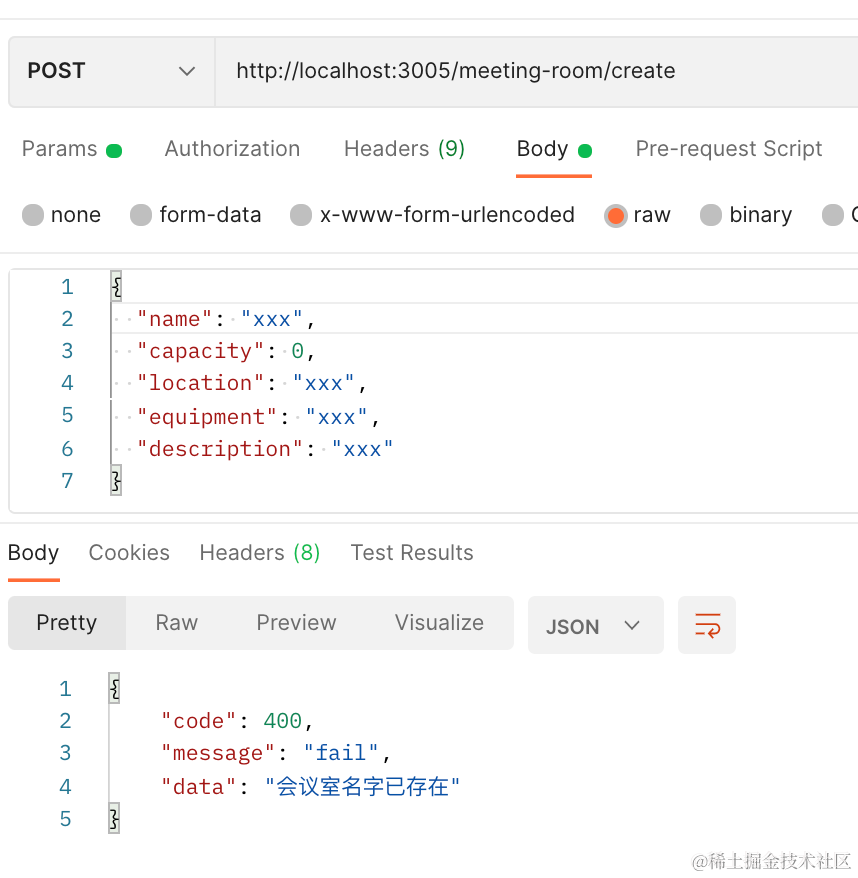 POST http://localhost:3005/meeting-room/create
Params Authorization Headers (9) Body Pre-request Script
none form-data x-www-form-urlencoded raw binary
1 {
2 "name": "xxx",
3 "capacity": 0,
4 "location": "xxx",
5 "equipment": "xxx",
6 "description": "xxx"
7 }
Body Cookies Headers (8) Test Results
Pretty Raw Preview Visualize JSON
1 {
2 "code": 400,
3 "message": "fail",
4 "data": "会议室名字已存在"
5 }
@稀土掘金技术社区